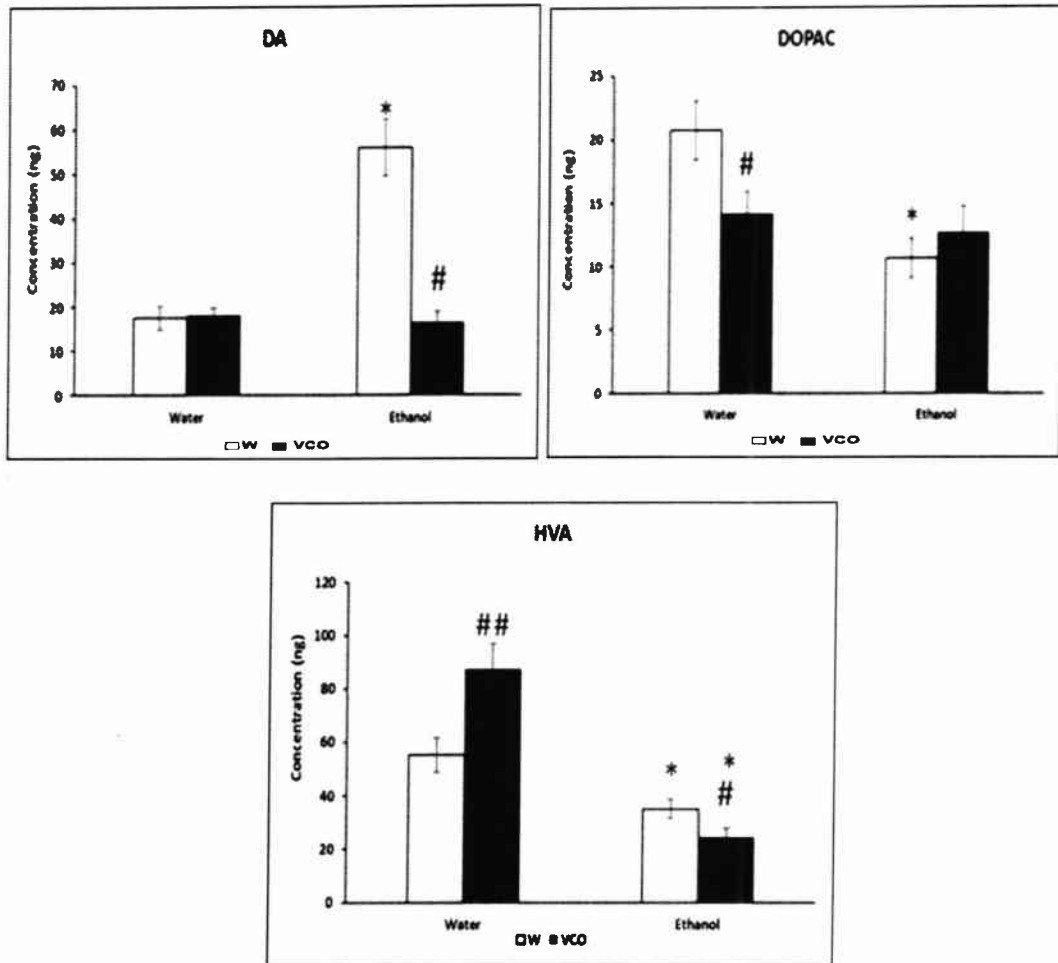 DA
Concentration (ng)
70
60
50
40
30
20
10
0
*
#
Water
Ethanol
W VCO
DOPAC
Concentration (ng)
25
20
15
10
5
0
#
*
Water
Ethanol
W VCO
HVA
Concentration (ng)
120
100
80
60
40
20
0
##
*
*
#
Water
Ethanol
W VCO